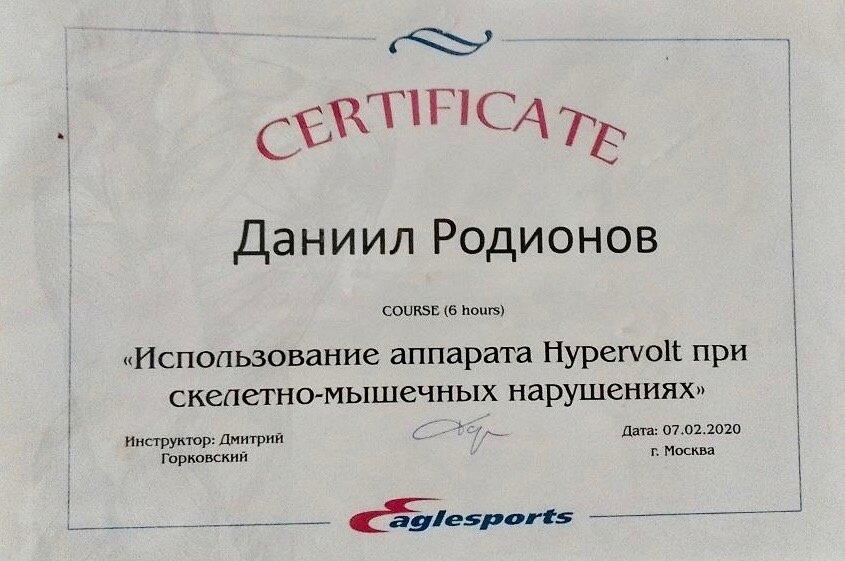 CERTIFICATE
Даниил Родионов
COURSE (6 hours)
«Использование аппарата Hypervolt при
скелетно-мышечных нарушениях»
Инструктор: Дмитрий
Горковский
Дата: 07.02.2020
г. Москва
Eaglesports